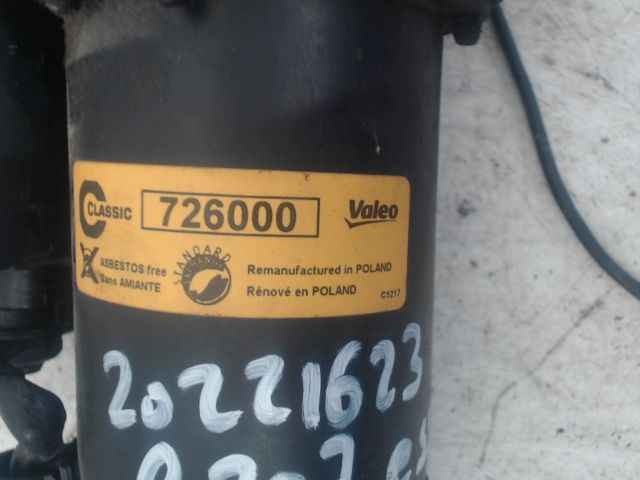 C CLASSIC 726000 Valeo
ASBESTOS free
Sans AMIANTE
STANDARD
Remanufactured in POLAND
Rénové en POLAND
C5217
20221623